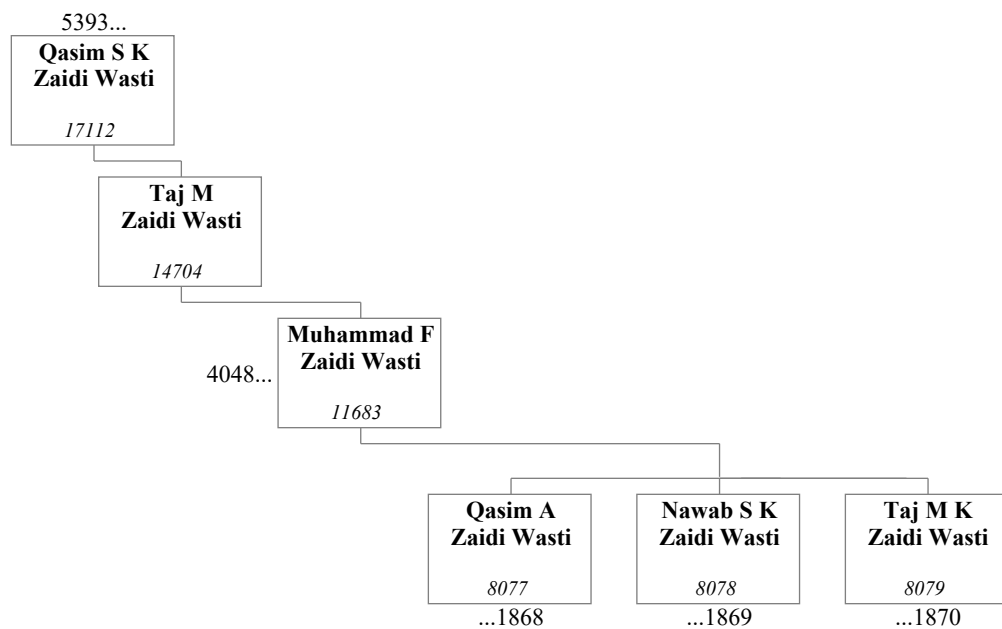 5393...
Qasim S K
Zaidi Wasti
17112
Taj M
Zaidi Wasti
14704
Muhammad F
Zaidi Wasti
4048...
11683
Qasim A
Zaidi Wasti
8077
...1868
Nawab S K
Zaidi Wasti
8078
...1869
Taj M K
Zaidi Wasti
8079
...1870